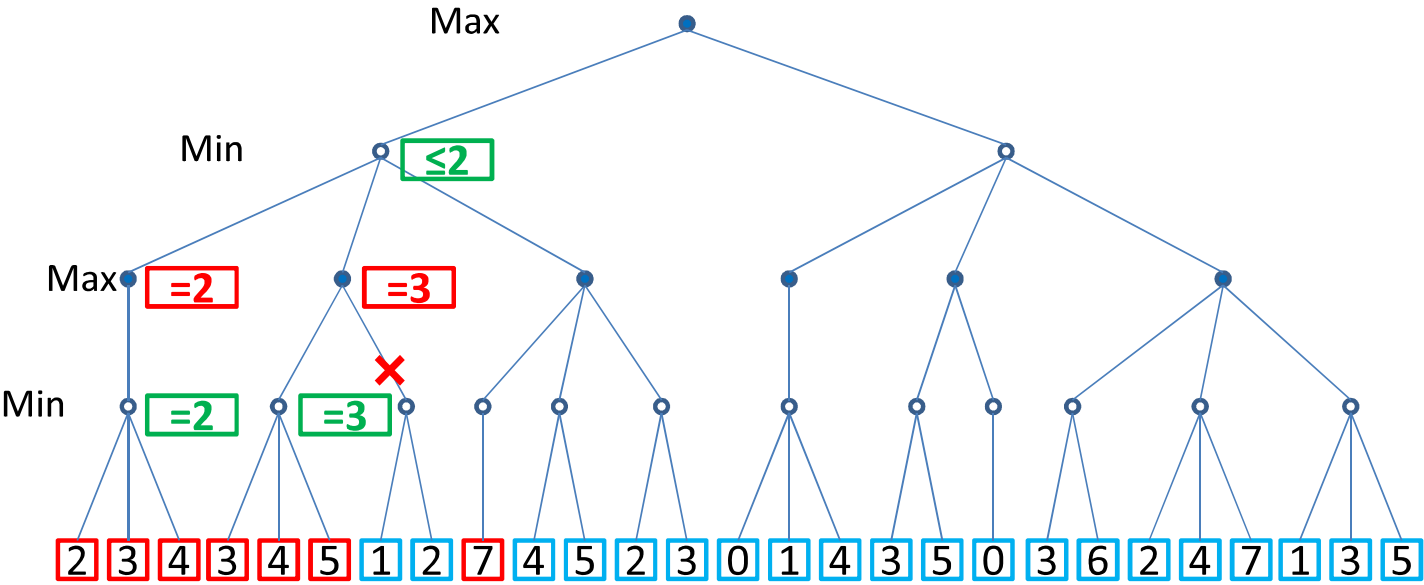 Max
Min ≤2
Max =2 =3
Min =2 =3
2 3 4 3 4 5 1 2 7 4 5 2 3 0 1 4 3 5 0 3 6 2 4 7 1 3 5